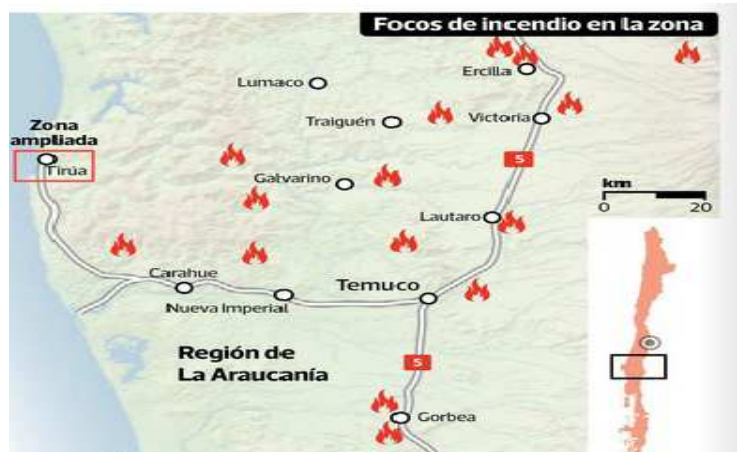 Focos de incendio en la zona
Ercilla
Lumaco
Traiguén
Victoria
Zona
ampliada
Tirúa
5
Galvarino
km
0 20
Lautaro
Carahue
Temuco
Nueva Imperial
Región de
La Araucanía
5
Gorbea